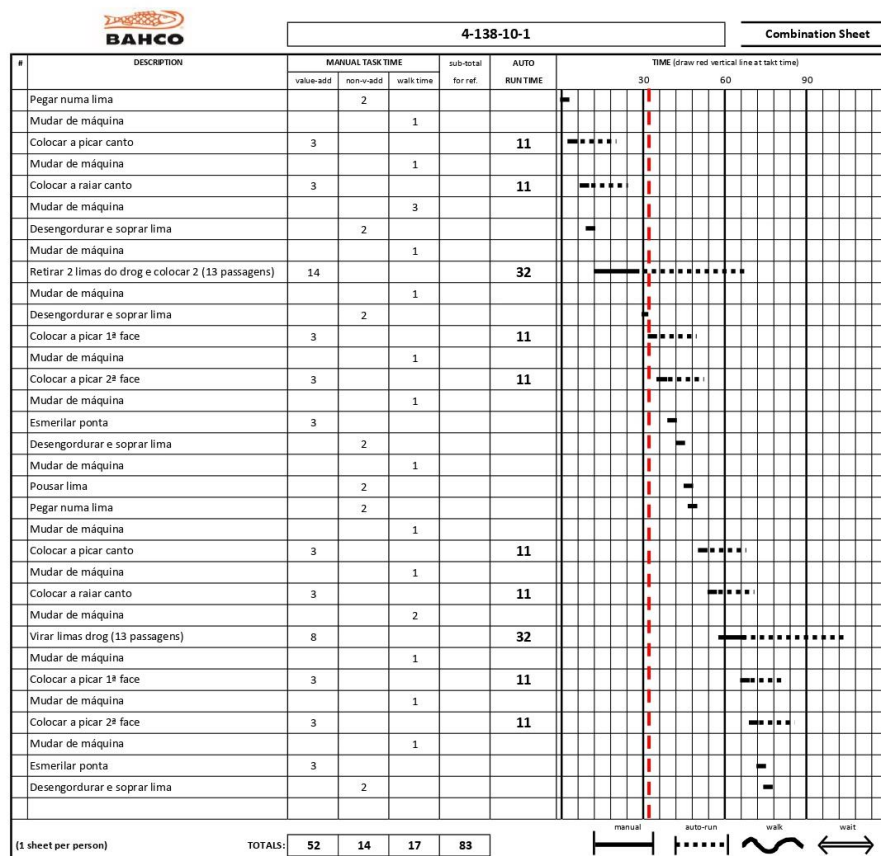 BAHCO
4-138-10-1
Combination Sheet
# DESCRIPTION MANUAL TASK TIME sub-total AUTO TIME (draw red vertical line at takt time)
value-add non-v-add walk time for ref. RUN TIME 30 60 90
Pegar numa lima 2
Mudar de máquina 1
Colocar a picar canto 3 11
Mudar de máquina 1
Colocar a raiar canto 3 11
Mudar de máquina 3
Desengordurar e soprar lima 2
Mudar de máquina 1
Retirar 2 limas do drog e colocar 2 (13 passagens) 14 32
Mudar de máquina 1
Desengordurar e soprar lima 2
Colocar a picar 1ª face 3 11
Mudar de máquina 1
Colocar a picar 2ª face 3 11
Mudar de máquina 1
Esmerilar ponta 3
Desengordurar e soprar lima 2
Mudar de máquina 1
Pousar lima 2
Pegar numa lima 2
Mudar de máquina 1
Colocar a picar canto 3 11
Mudar de máquina 1
Colocar a raiar canto 3 11
Mudar de máquina 2
Virar limas drog (13 passagens) 8 32
Mudar de máquina 1
Colocar a picar 1ª face 3 11
Mudar de máquina 1
Colocar a picar 2ª face 3 11
Mudar de máquina 1
Esmerilar ponta 3
Desengordurar e soprar lima 2
manual auto-run walk wait
(1 sheet per person) TOTALS: 52 14 17 83